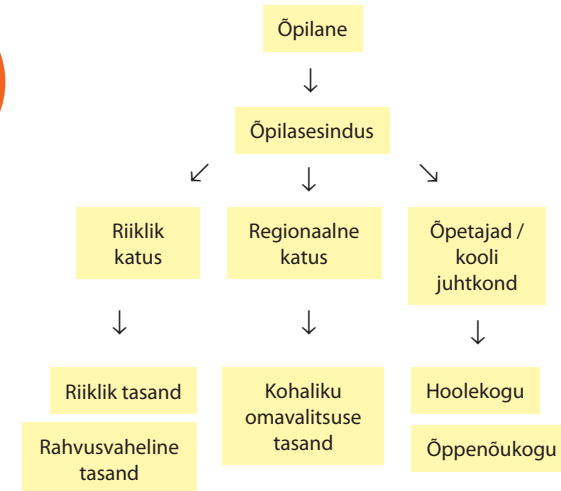 Õpilane
↓
Õpilasesindus
↙ ↓ ↘
Riiklik
katus
Regionaalne
katus
Õpetajad /
kooli
juhtkond
↓ ↓ ↓
Riiklik tasand
Rahvusvaheline
tasand
Kohaliku
omavalitsuse
tasand
Hoolekogu
Õppenõukogu